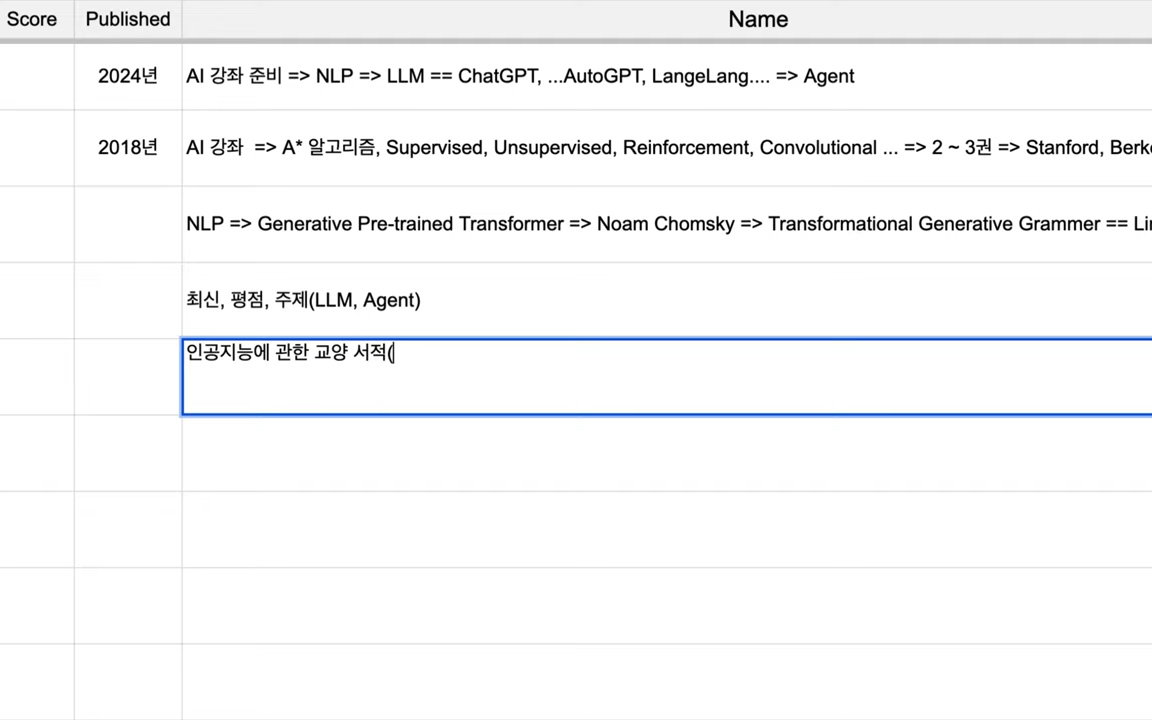 Score Published Name
2024년 AI 강좌 준비 => NLP => LLM == ChatGPT, ...AutoGPT, LangeLang.... => Agent
2018년 AI 강좌 => A* 알고리즘, Supervised, Unsupervised, Reinforcement, Convolutional ... => 2 ~ 3권 => Stanford,
NLP => Generative Pre-trained Transformer => Noam Chomsky => Transformational Generative Grammer ==
최신, 평점, 주제(LLM, Agent)
인공지능에 관한 교양 서적(